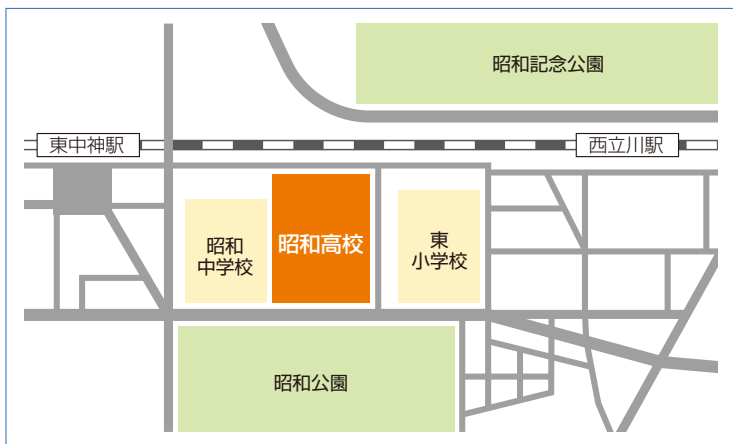 昭和記念公園
東中神駅
西立川駅
昭和
中学校
昭和高校
東
小学校
昭和公園